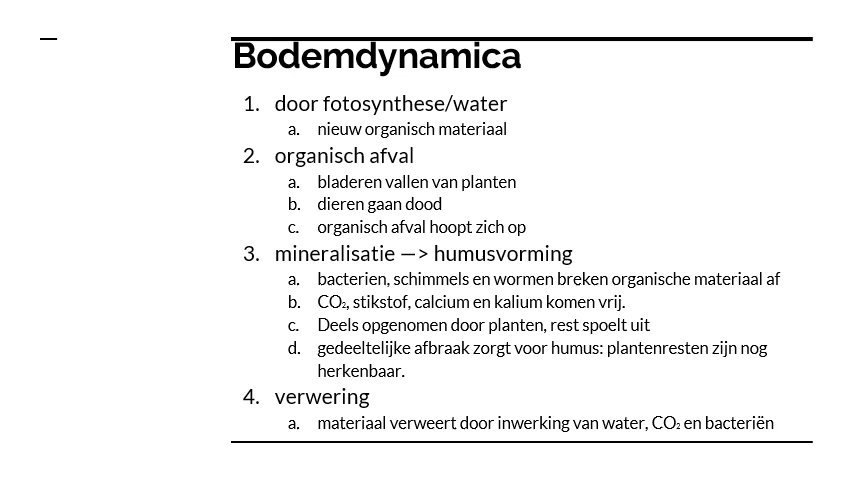 Bodemdynamica
1. door fotosynthese/water
a. nieuw organisch materiaal
2. organisch afval
a. bladeren vallen van planten
b. dieren gaan dood
c. organisch afval hoopt zich op
3. mineralisatie —> humusvorming
a. bacterien, schimmels en wormen breken organische materiaal af
b. CO₂, stikstof, calcium en kalium komen vrij.
c. Deels opgenomen door planten, rest spoelt uit
d. gedeeltelijke afbraak zorgt voor humus: plantenresten zijn nog
herkenbaar.
4. verwering
a. materiaal verweert door inwerking van water, CO₂ en bacteriën